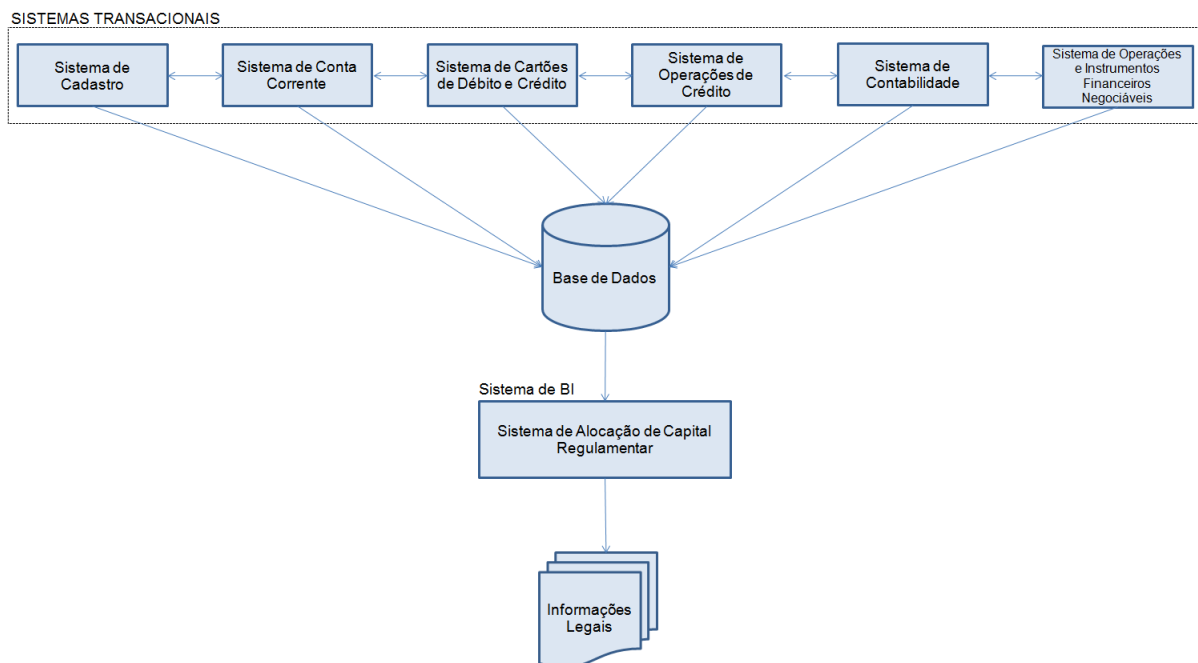 SISTEMAS TRANSACIONAIS
Sistema de
Cadastro
Sistema de Conta
Corrente
Sistema de Cartões
de Débito e Crédito
Sistema de
Operações de
Crédito
Sistema de
Contabilidade
Sistema de Operações
e Instrumentos
Financeiros
Negociáveis
Base de Dados
Sistema de BI
Sistema de Alocação de Capital
Regulamentar
Informações
Legais